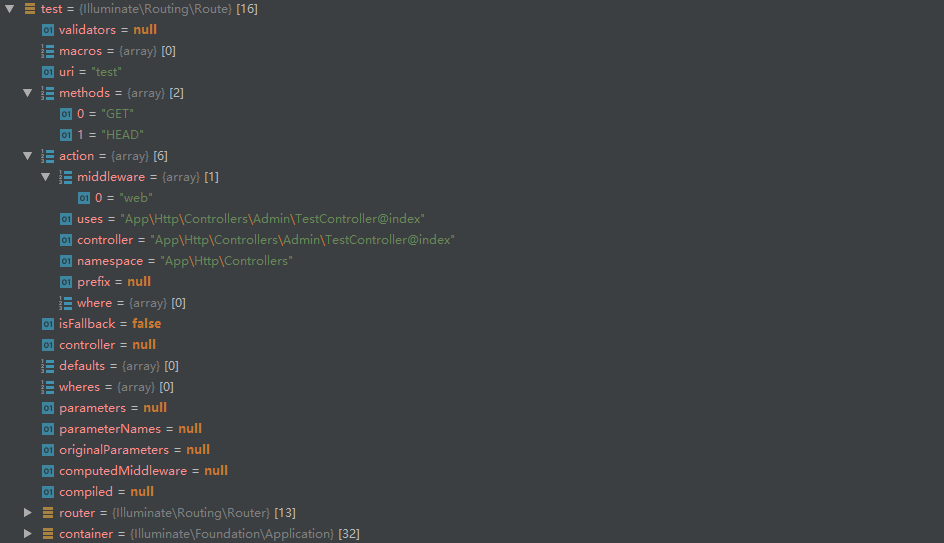 test = {Illuminate\Routing\Route} [16]
validators = null
macros = {array} [0]
uri = "test"
methods = {array} [2]
0 = "GET"
1 = "HEAD"
action = {array} [6]
middleware = {array} [1]
0 = "web"
uses = "App\Http\Controllers\Admin\TestController@index"
controller = "App\Http\Controllers\Admin\TestController@index"
namespace = "App\Http\Controllers"
prefix = null
where = {array} [0]
isFallback = false
controller = null
defaults = {array} [0]
wheres = {array} [0]
parameters = null
parameterNames = null
originalParameters = null
computedMiddleware = null
compiled = null
router = {Illuminate\Routing\Router} [13]
container = {Illuminate\Foundation\Application} [32]